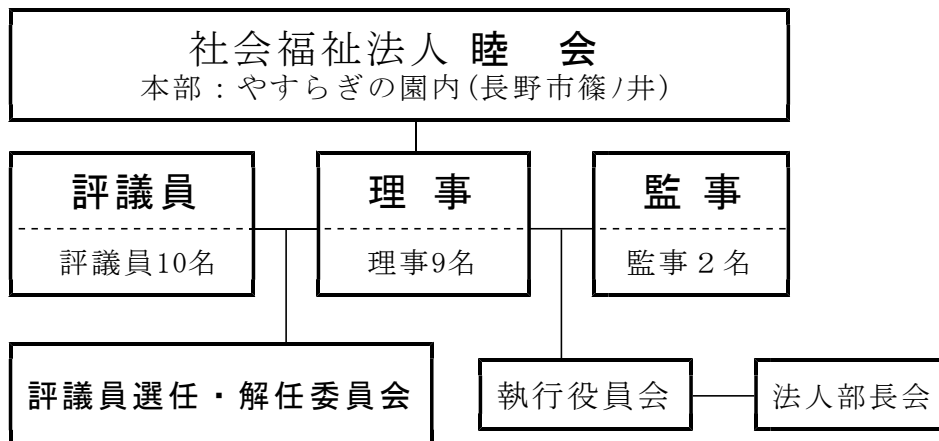 社会福祉法人 睦　会
本部：やすらぎの園内(長野市篠ノ井)
評議員
評議員10名
理 事
理事9名
監 事
監事２名
評議員選任・解任委員会
執行役員会
法人部長会